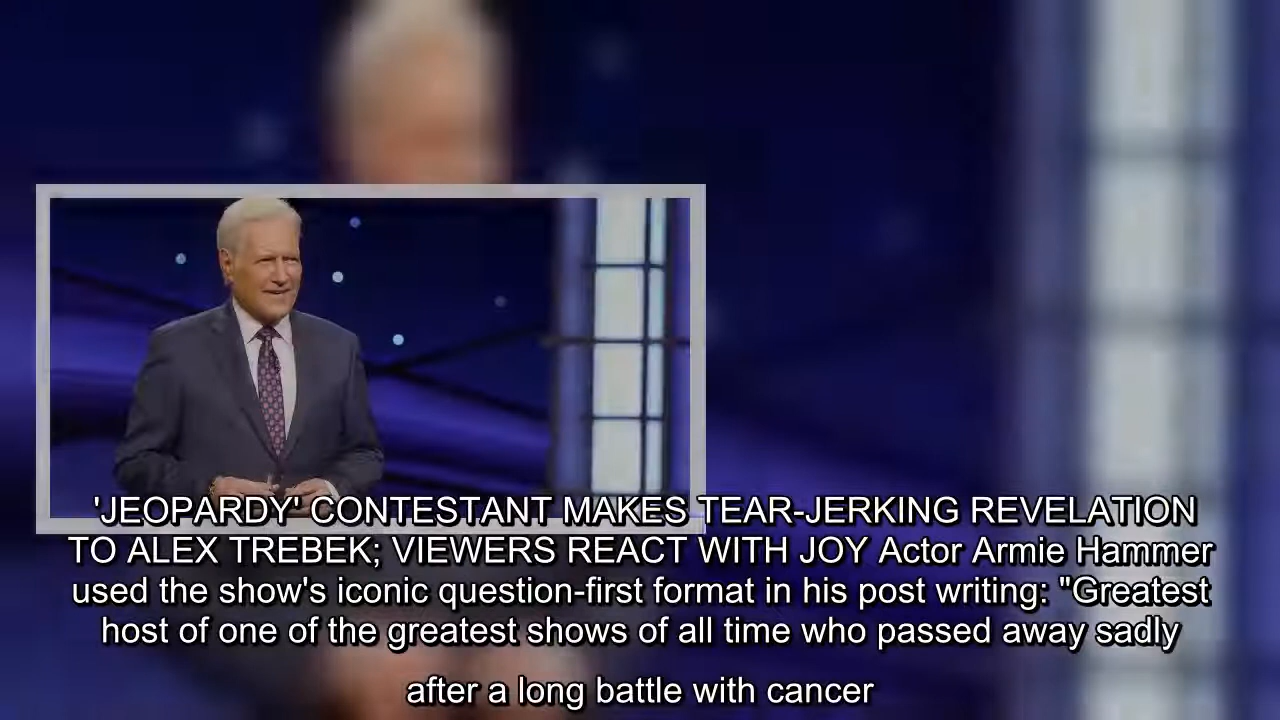 'JEOPARDY' CONTESTANT MAKES TEAR-JERKING REVELATION
TO ALEX TREBEK; VIEWERS REACT WITH JOY Actor Armie Hammer
used the show's iconic question-first format in his post writing: "Greatest
host of one of the greatest shows of all time who passed away sadly
after a long battle with cancer